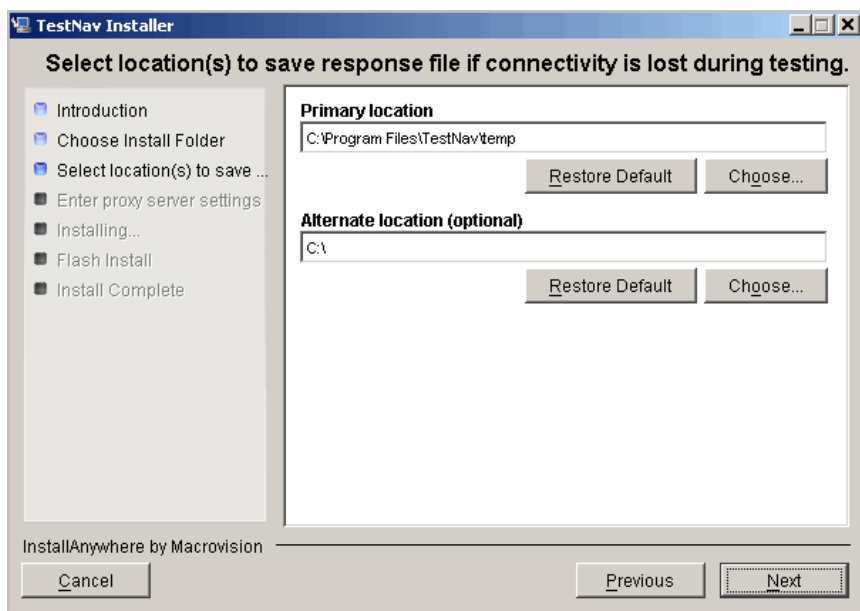 TestNav Installer
Select location(s) to save response file if connectivity is lost during testing.
Introduction
Choose Install Folder
Select location(s) to save ...
Enter proxy server settings
Installing...
Flash Install
Install Complete
Primary location
C:\Program Files\TestNav\temp
Restore Default
Choose...
Alternate location (optional)
C:\
Restore Default
Choose...
InstallAnywhere by Macrovision
Cancel
Previous
Next